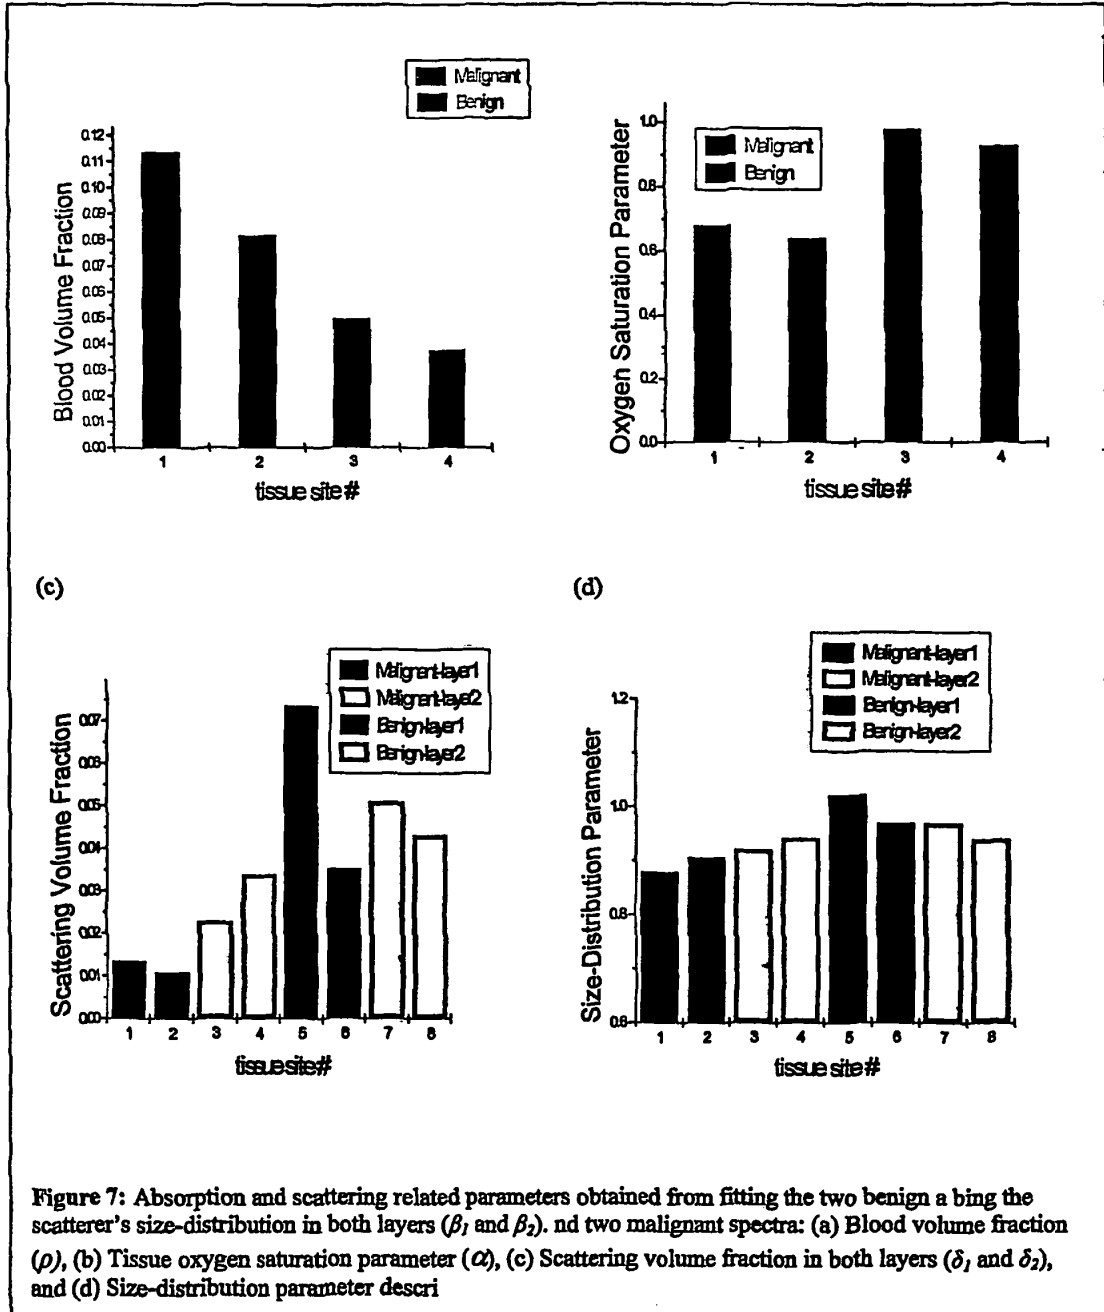 Malignant
Benign
Blood Volume Fraction
0.12
0.11
0.10
0.09
0.08
0.07
0.06
0.05
0.04
0.03
0.02
0.01
0.00
1 2 3 4
tissue site #
Malignant
Benign
Oxygen Saturation Parameter
1.0
0.8
0.6
0.4
0.2
0.0
1 2 3 4
tissue site #
(c)
Malignant-layer1
Malignant-layer2
Benign-layer1
Benign-layer2
Scattering Volume Fraction
0.07
0.06
0.05
0.04
0.03
0.02
0.01
0.00
1 2 3 4 5 6 7 8
tissue site #
(d)
Malignant-layer1
Malignant-layer2
Benign-layer1
Benign-layer2
Size-Distribution Parameter
1.2
1.0
0.8
0.6
1 2 3 4 5 6 7 8
tissue site #
Figure 7: Absorption and scattering related parameters obtained from fitting the two benign a bing the
scatterer's size-distribution in both layers (β1 and β2). nd two malignant spectra: (a) Blood volume fraction
(ρ), (b) Tissue oxygen saturation parameter (α), (c) Scattering volume fraction in both layers (δ1 and δ2),
and (d) Size-distribution parameter descri